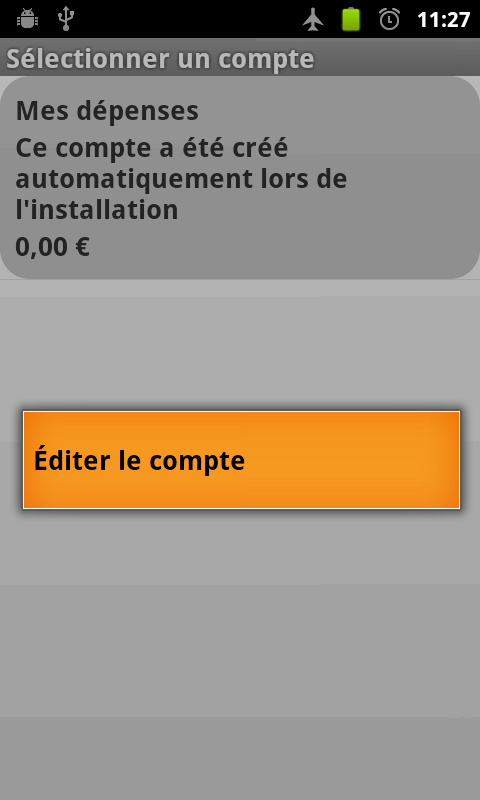 11:27
Sélectionner un compte
Mes dépenses
Ce compte a été créé
automatiquement lors de
l'installation
0,00 €
Éditer le compte